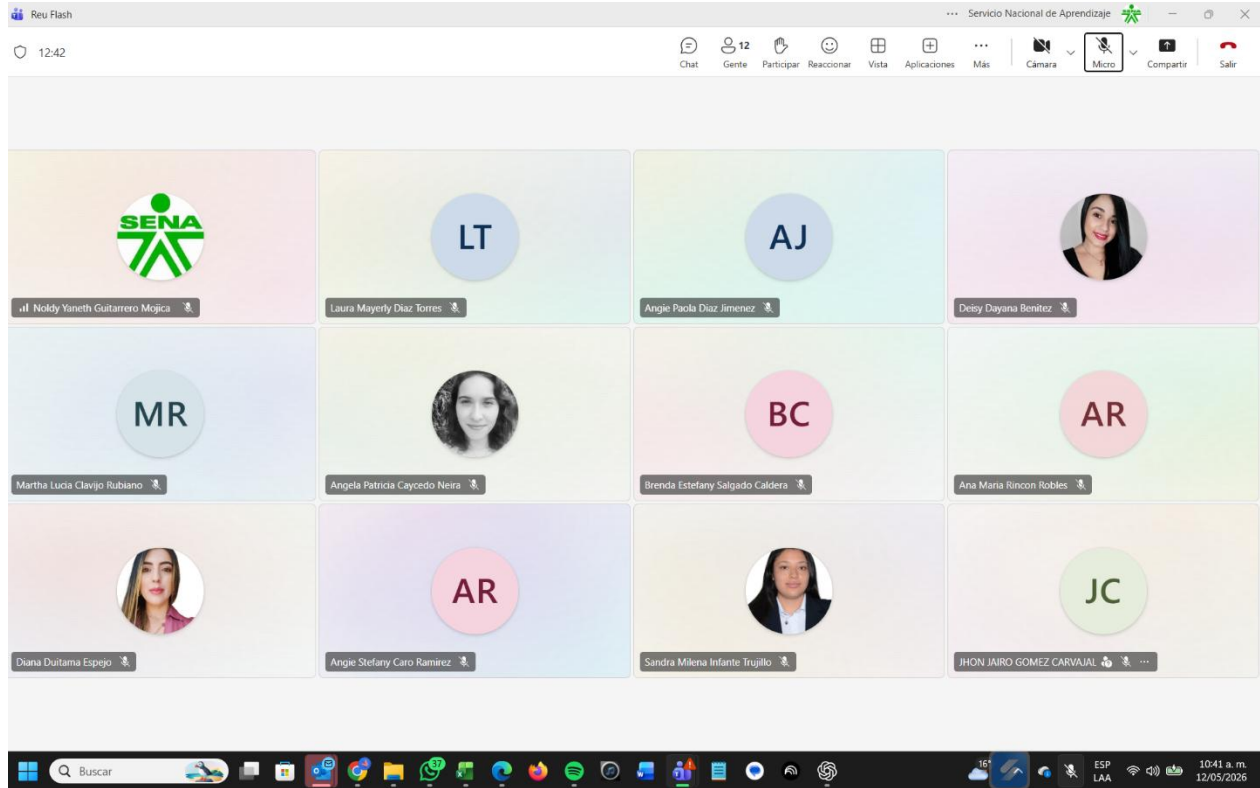 Reu Flash
··· Servicio Nacional de Aprendizaje
12:42
Chat
12
Gente
Participar
Reaccionar
Vista
Aplicaciones
Más
Cámara
Micro
Compartir
Salir
SENA
Noldy Yaneth Guitarrero Mojica
LT
Laura Mayerly Diaz Torres
AJ
Angie Paola Diaz Jimenez
Deisy Dayana Benitez
MR
Martha Lucia Clavijo Rubiano
Angela Patricia Caycedo Neira
BC
Brenda Estefany Salgado Caldera
AR
Ana Maria Rincon Robles
Diana Duitama Espejo
AR
Angie Stefany Caro Ramirez
Sandra Milena Infante Trujillo
JC
JHON JAIRO GOMEZ CARVAJAL ···
Buscar
37
16°
ESP
LAA
10:41 a. m.
12/05/2026